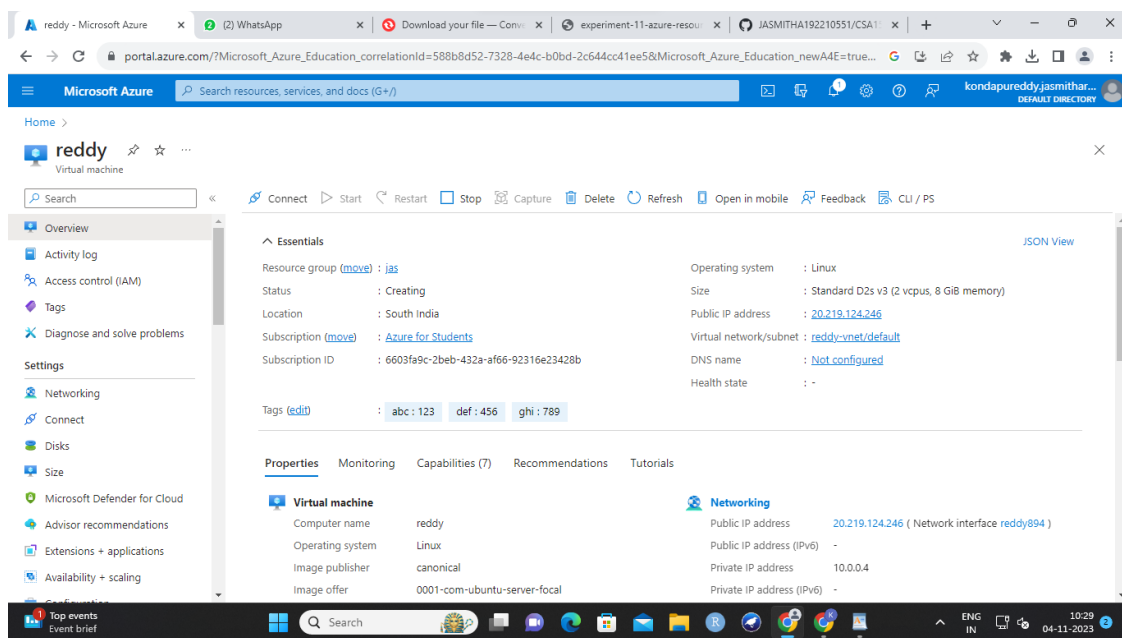 reddy - Microsoft Azure
(2) WhatsApp
Download your file — Conv
experiment-11-azure-resour
JASMITHA192210551/CSA15
portal.azure.com/?Microsoft_Azure_Education_correlationId=588b8d52-7328-4e4c-b0bd-2c644cc41ee5&Microsoft_Azure_Education_newA4E=true...
Microsoft Azure
Search resources, services, and docs (G+/)
1
kondapureddy.jasmithar...
DEFAULT DIRECTORY
Home >
reddy
Virtual machine
Search
Connect Start Restart Stop Capture Delete Refresh Open in mobile Feedback CLI / PS
Overview
Activity log
Access control (IAM)
Tags
Diagnose and solve problems
Settings
Networking
Connect
Disks
Size
Microsoft Defender for Cloud
Advisor recommendations
Extensions + applications
Availability + scaling
Configuration
Essentials
JSON View
Resource group (move) : jas
Status : Creating
Location : South India
Subscription (move) : Azure for Students
Subscription ID : 6603fa9c-2beb-432a-af66-92316e23428b
Operating system : Linux
Size : Standard D2s v3 (2 vcpus, 8 GiB memory)
Public IP address : 20.219.124.246
Virtual network/subnet : reddy-vnet/default
DNS name : Not configured
Health state : -
Tags (edit) : abc : 123 def : 456 ghi : 789
Properties Monitoring Capabilities (7) Recommendations Tutorials
Virtual machine
Computer name reddy
Operating system Linux
Image publisher canonical
Image offer 0001-com-ubuntu-server-focal
Networking
Public IP address 20.219.124.246 ( Network interface reddy894 )
Public IP address (IPv6) -
Private IP address 10.0.0.4
Private IP address (IPv6) -
1
Top events
Event brief
Search
ENG
IN
10:29
04-11-2023
2